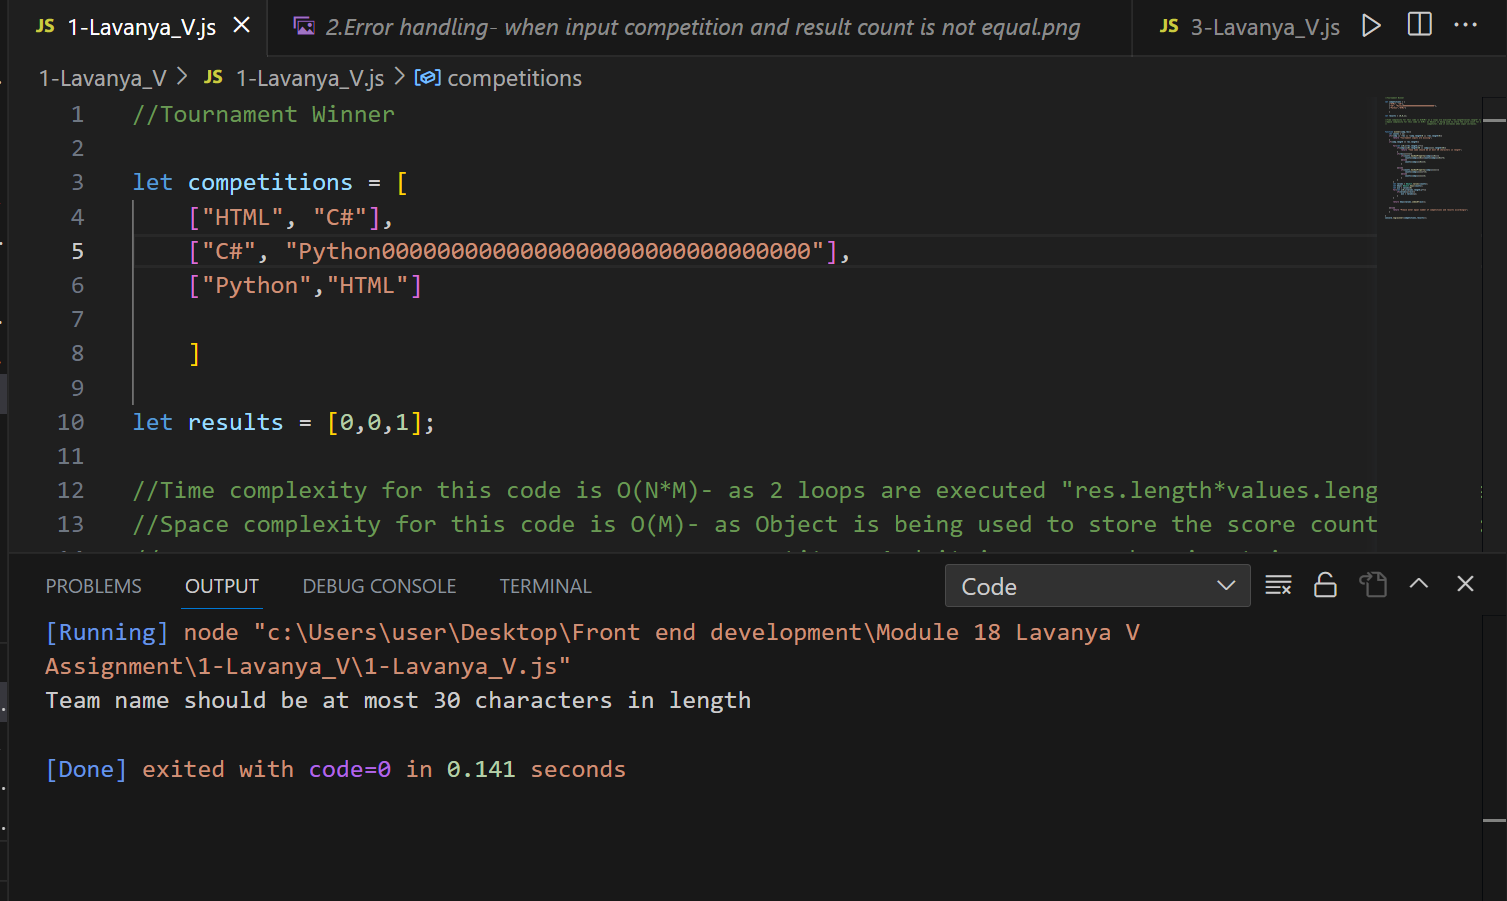 JS 1-Lavanya_V.js
2.Error handling- when input competition and result count is not equal.png
JS 3-Lavanya_V.js
1-Lavanya_V > JS 1-Lavanya_V.js > competitions
1 //Tournament Winner
2
3 let competitions = [
4 ["HTML", "C#"],
5 ["C#", "Python0000000000000000000000000000000"],
6 ["Python","HTML"]
7
8 ]
9
10 let results = [0,0,1];
11
12 //Time complexity for this code is O(N*M)- as 2 loops are executed "res.length*values.leng
13 //Space complexity for this code is O(M)- as Object is being used to store the score count
PROBLEMS OUTPUT DEBUG CONSOLE TERMINAL Code
[Running] node "c:\Users\user\Desktop\Front end development\Module 18 Lavanya V
Assignment\1-Lavanya_V\1-Lavanya_V.js"
Team name should be at most 30 characters in length
[Done] exited with code=0 in 0.141 seconds